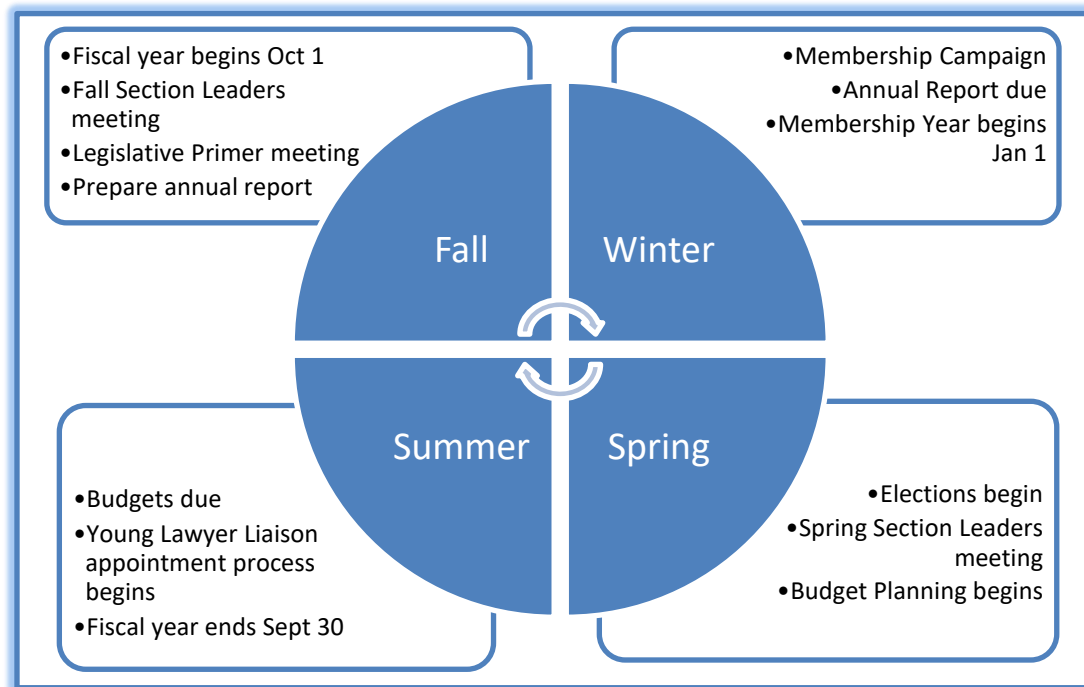 •Fiscal year begins Oct 1
•Fall Section Leaders
meeting
•Legislative Primer meeting
•Prepare annual report
•Membership Campaign
•Annual Report due
•Membership Year begins
Jan 1
Fall
Winter
Summer
Spring
•Budgets due
•Young Lawyer Liaison
appointment process
begins
•Fiscal year ends Sept 30
•Elections begin
•Spring Section Leaders
meeting
•Budget Planning begins